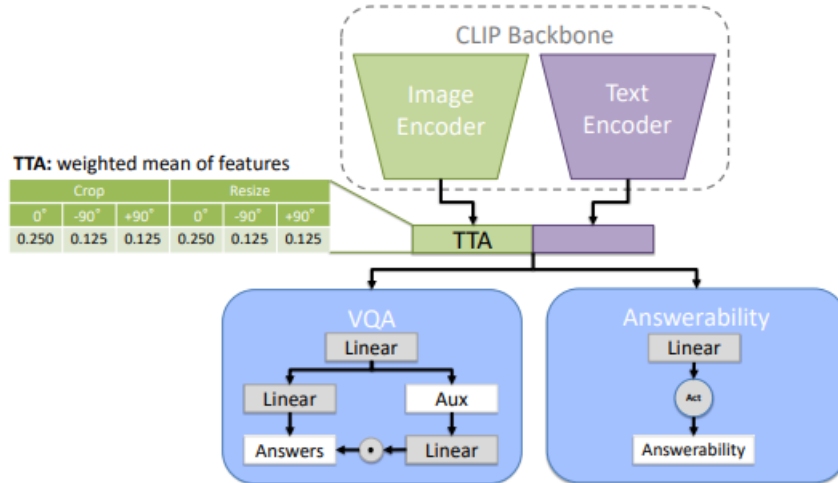 CLIP Backbone
Image
Encoder
Text
Encoder
TTA: weighted mean of features
Crop Resize
0° -90° +90° 0° -90° +90°
0.250 0.125 0.125 0.250 0.125 0.125
TTA
VQA
Linear
Linear Aux
Answers Linear
Answerability
Linear
Act
Answerability